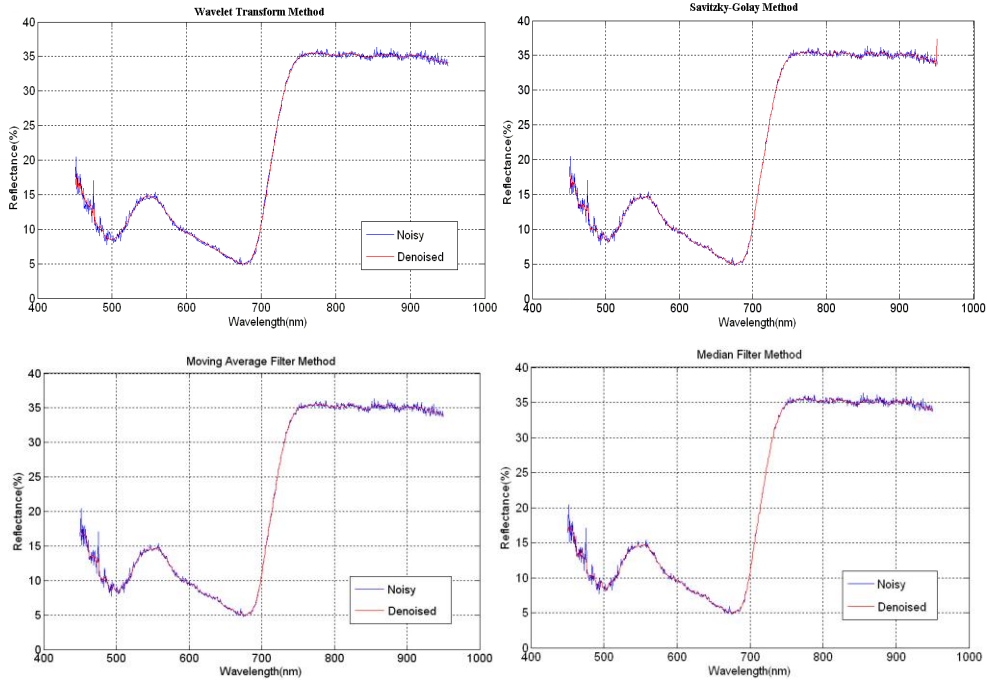 Wavelet Transform Method
40
35
30
25
20
15
10
5
0
Reflectance(%)
400 500 600 700 800 900 1000
Wavelength(nm)
Noisy
Denoised
Savitzky-Golay Method
40
35
30
25
20
15
10
5
0
Reflectance(%)
400 500 600 700 800 900 1000
Wavelength(nm)
Moving Average Filter Method
40
35
30
25
20
15
10
5
0
Reflectance(%)
400 500 600 700 800 900 1000
Wavelength(nm)
Noisy
Denoised
Median Filter Method
40
35
30
25
20
15
10
5
0
Reflectance(%)
400 500 600 700 800 900 1000
Wavelength(nm)
Noisy
Denoised